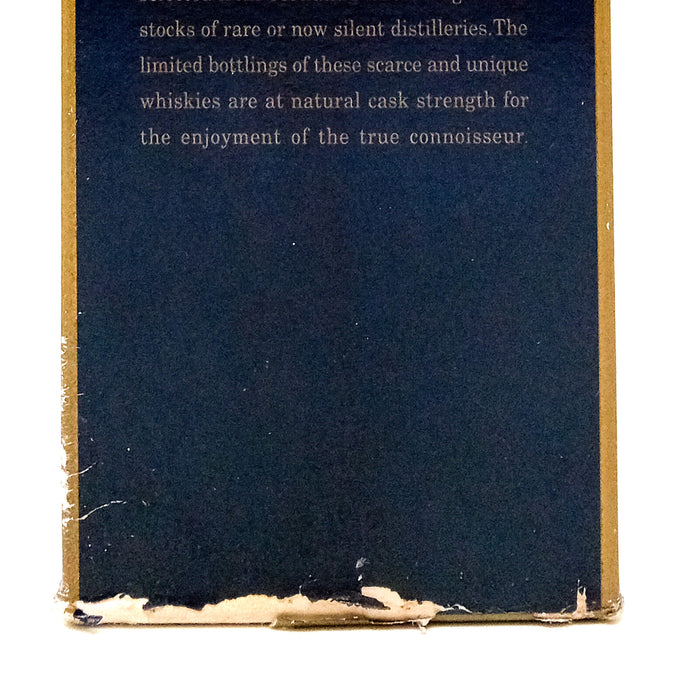 stocks of rare or now silent distilleries.The
limited bottlings of these scarce and unique
whiskies are at natural cask strength for
the enjoyment of the true connoisseur.